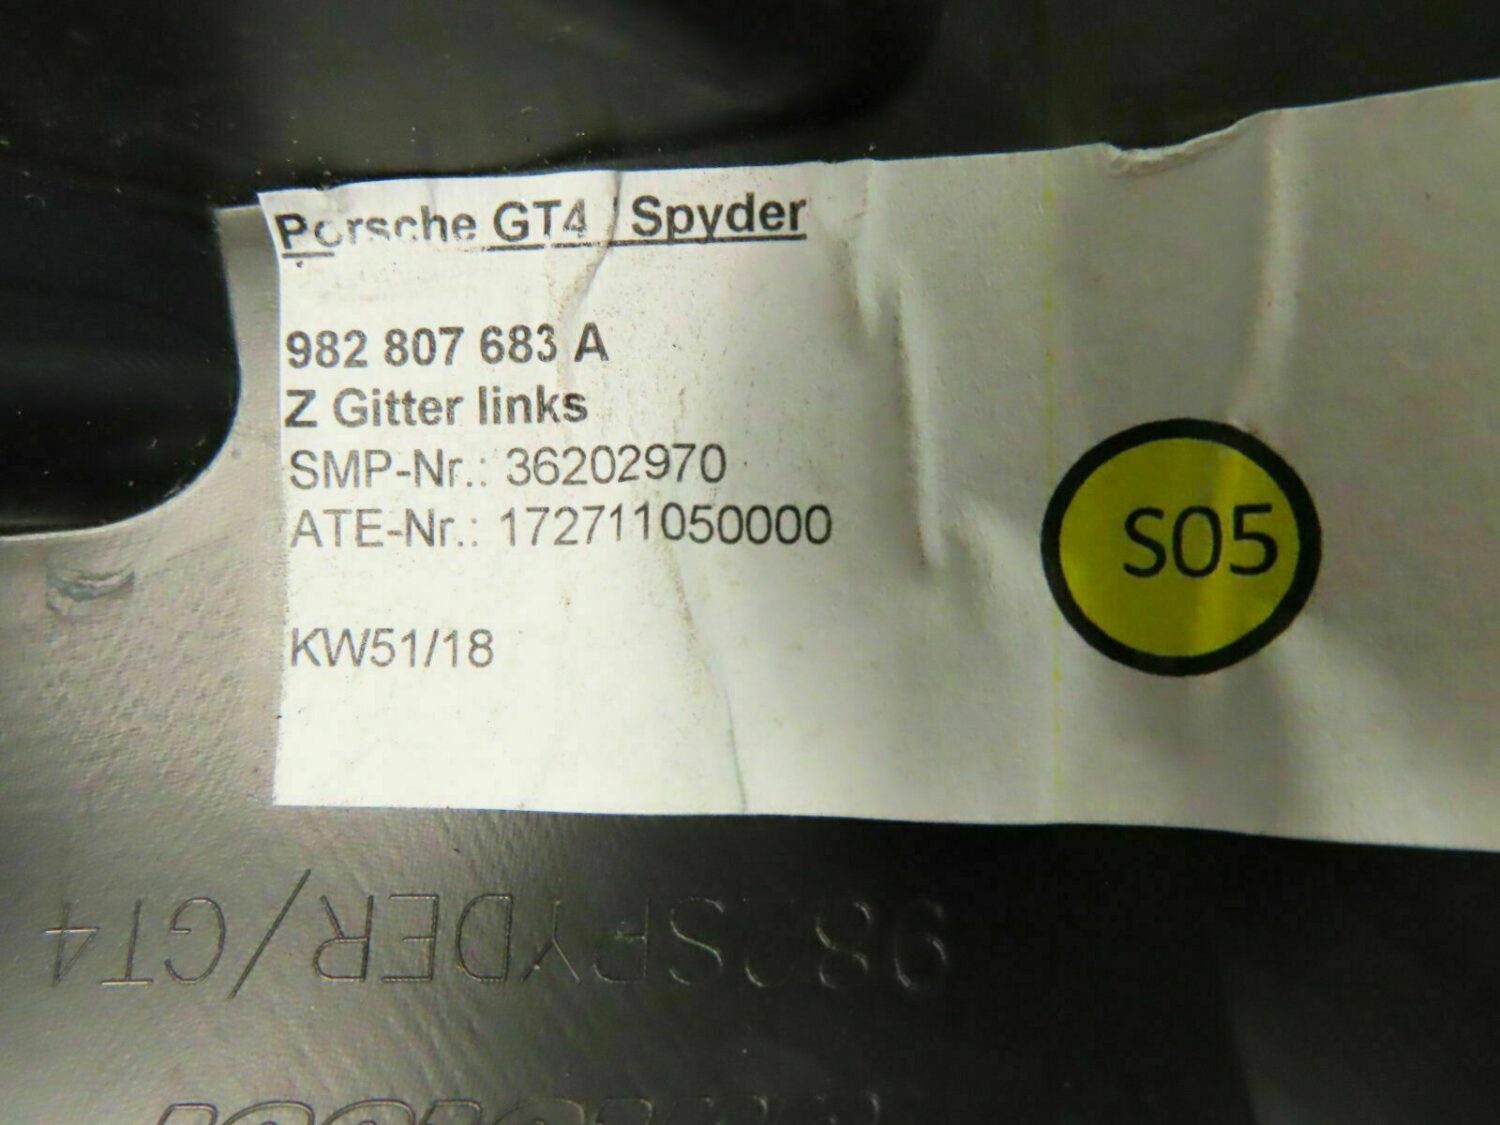 Porsche GT4 / Spyder
982 807 683 A
Z Gitter links
SMP-Nr.: 36202970
ATE-Nr.: 172711050000
KW51/18
S05
982SPYDER/GT4